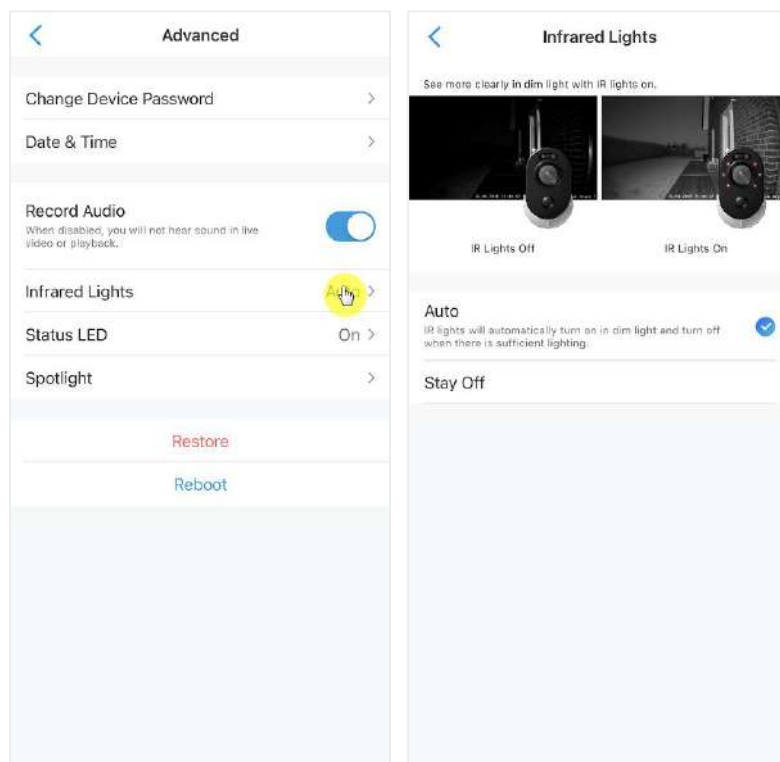 Advanced
Change Device Password
Date & Time
Record Audio
When disabled, you will not hear sound in live
video or playback.
Infrared Lights
Status LED
On
Spotlight
Restore
Reboot
Infrared Lights
See more clearly in dim light with IR lights on.
IR Lights Off
IR Lights On
Auto
IR lights will automatically turn on in dim light and turn off
when there is sufficient lighting.
Stay Off